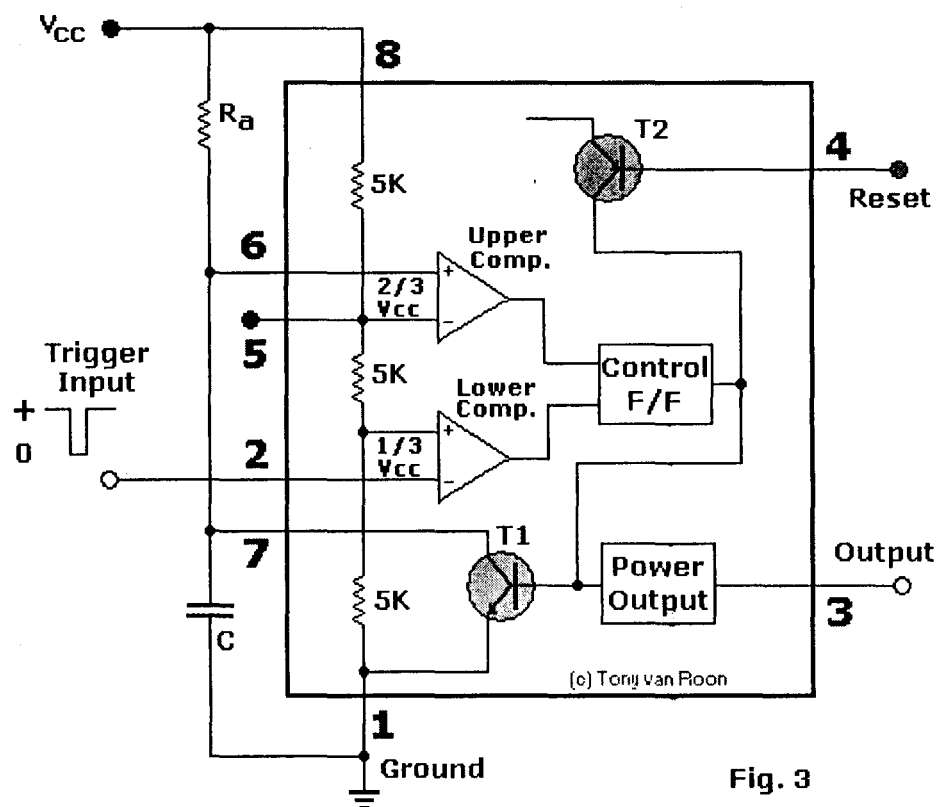 VCC
8
Ra
T2
4
Reset
5K
6
Upper
Comp.
+
2/3
Vcc
−
5
Trigger
Input
5K
Control
F/F
Lower
Comp.
+
+
0
2
1/3
Vcc
−
7
T1
Output
Power
Output
5K
3
C
(c) Tony van Roon
1
Ground
Fig. 3